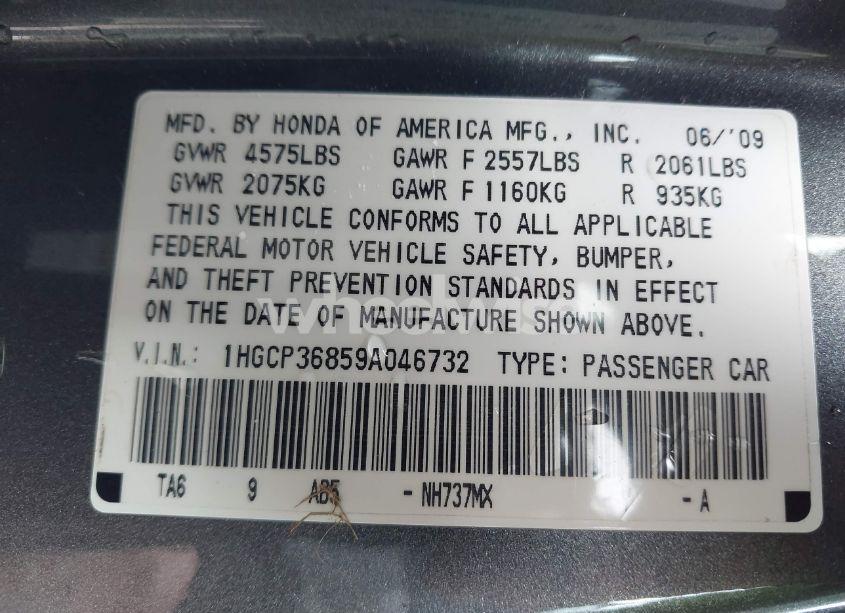 MFD. BY HONDA OF AMERICA MFG., INC. 06/'09
GVWR 4575LBS GAWR F 2557LBS R 2061LBS
GVWR 2075KG GAWR F 1160KG R 935KG
THIS VEHICLE CONFORMS TO ALL APPLICABLE
FEDERAL MOTOR VEHICLE SAFETY, BUMPER,
AND THEFT PREVENTION STANDARDS IN EFFECT
ON THE DATE OF MANUFACTURE SHOWN ABOVE.
V.I.N.: 1HGCP36859A046732 TYPE: PASSENGER CAR
TA6 9 AB5 - NH737MX - A